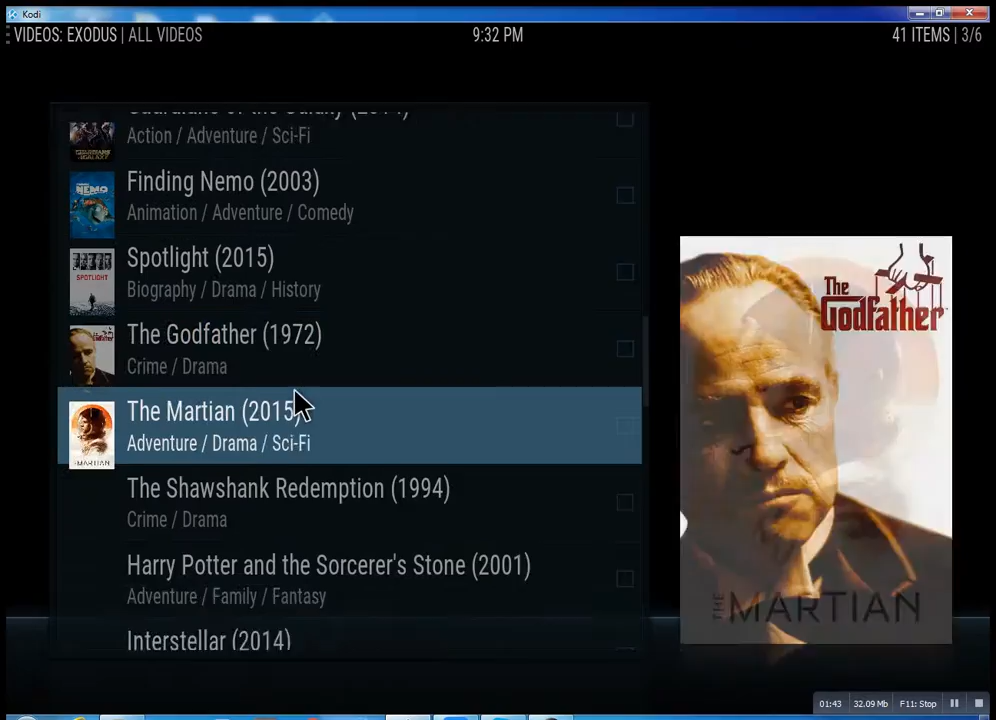 Kodi
VIDEOS: EXODUS | ALL VIDEOS
9:32 PM
41 ITEMS | 3/6
Action / Adventure / Sci-Fi
Finding Nemo (2003)
Animation / Adventure / Comedy
Spotlight (2015)
Biography / Drama / History
The Godfather (1972)
Crime / Drama
The Martian (2015)
Adventure / Drama / Sci-Fi
The Shawshank Redemption (1994)
Crime / Drama
Harry Potter and the Sorcerer's Stone (2001)
Adventure / Family / Fantasy
Interstellar (2014)
NEMO
SPOTLIGHT
MARTIAN
The
Godfather
THE MARTIAN
01:43
32.09 Mb
F11: Stop